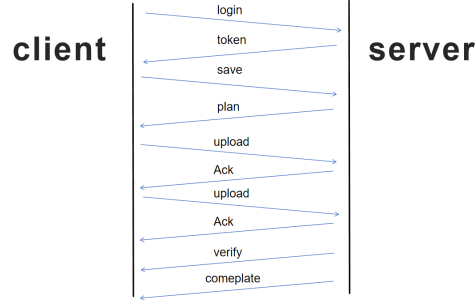 login
token
client
server
save
plan
upload
Ack
upload
Ack
verify
comeplate